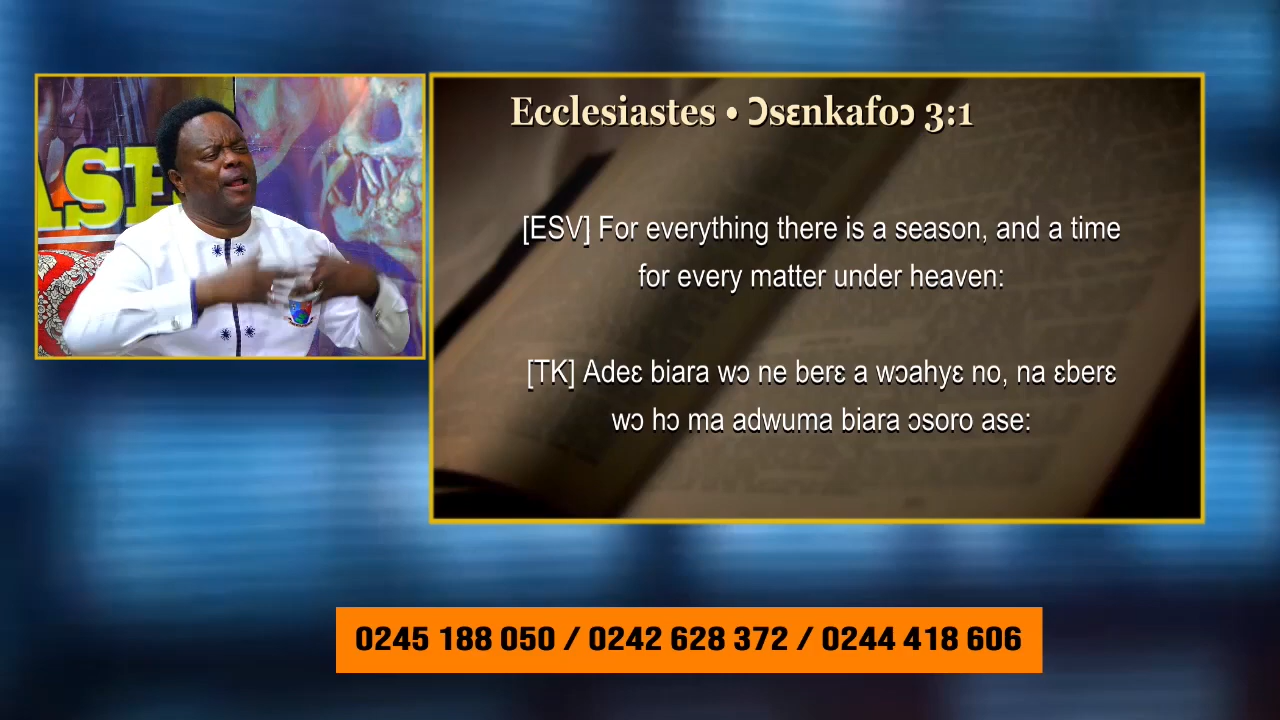 Ecclesiastes • Ɔsɛnkafoɔ 3:1
[ESV] For everything there is a season, and a time
for every matter under heaven:
[TK] Adeɛ biara wɔ ne berɛ a wɔahyɛ no, na ɛberɛ
wɔ hɔ ma adwuma biara ɔsoro ase:
0245 188 050 / 0242 628 372 / 0244 418 606